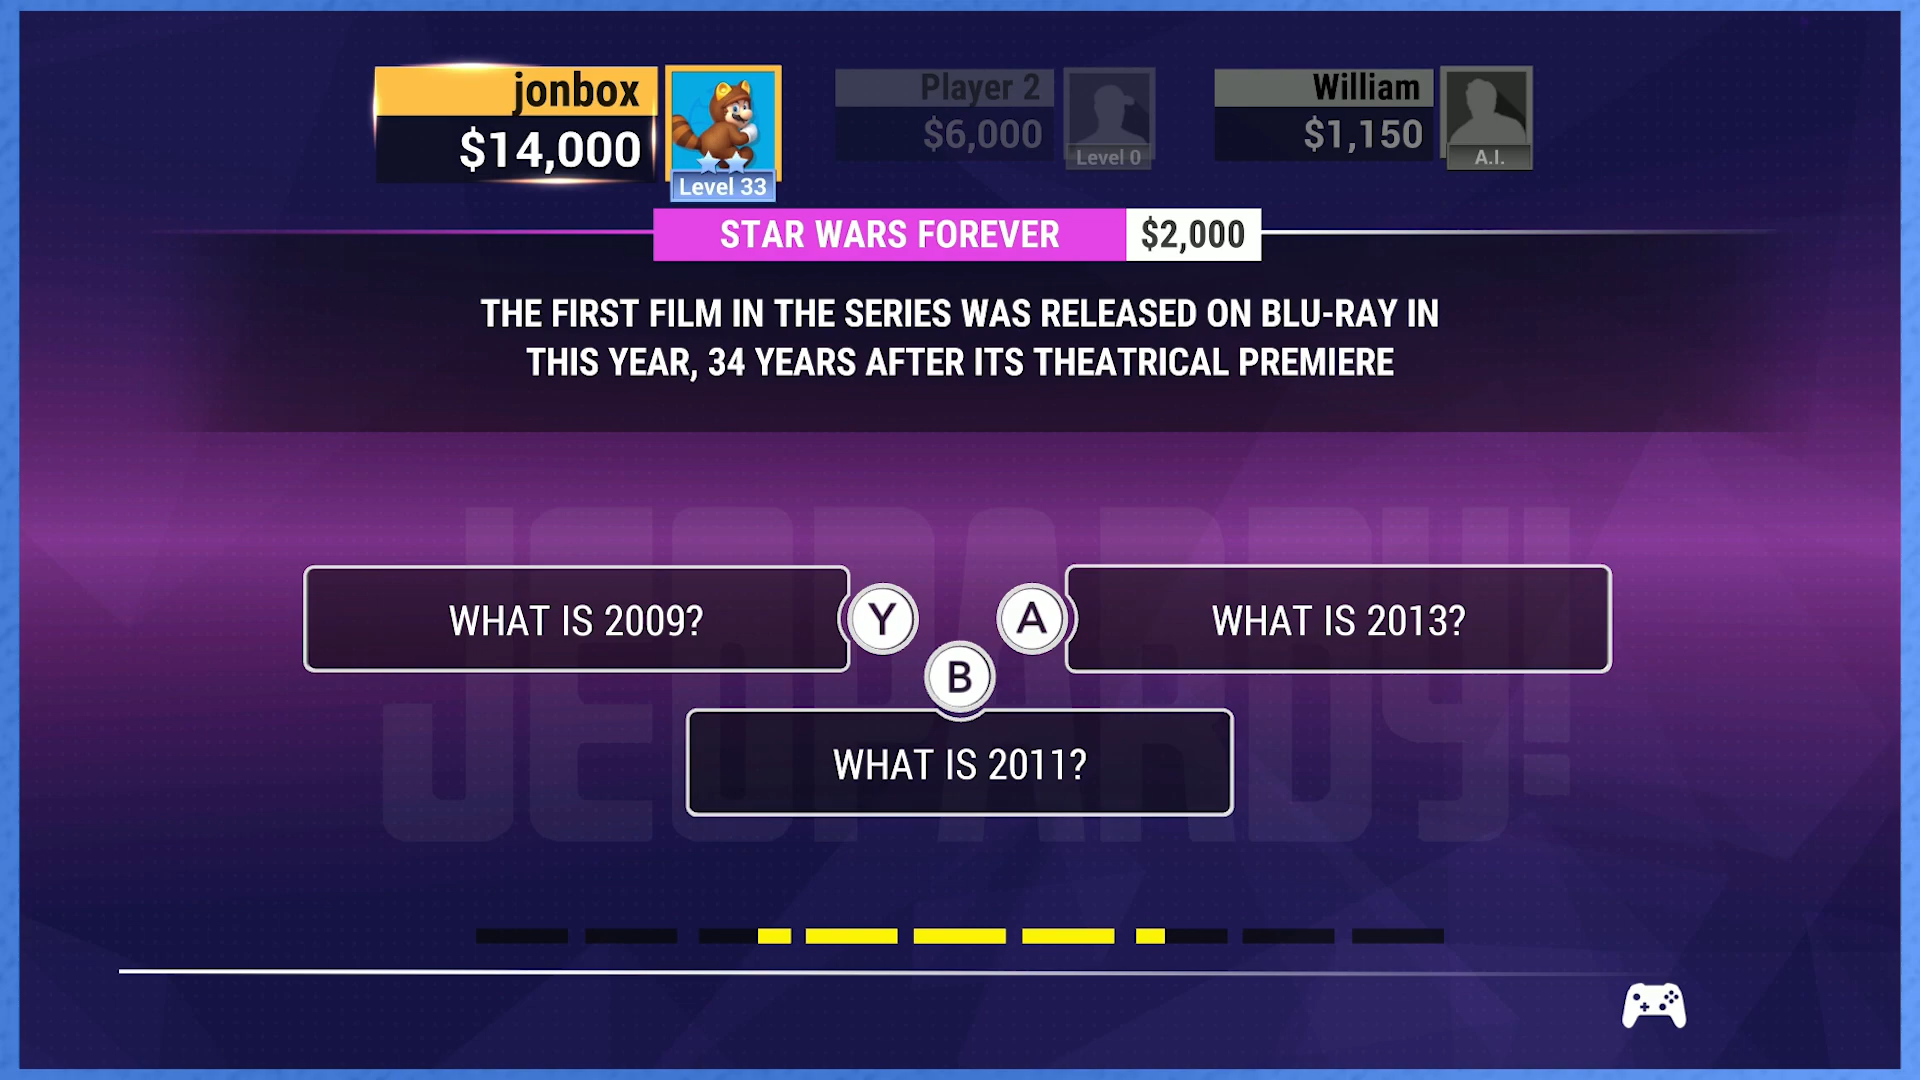 jonbox
$14,000
Level 33
Player 2
$6,000
Level 0
William
$1,150
A.I.
STAR WARS FOREVER
$2,000
THE FIRST FILM IN THE SERIES WAS RELEASED ON BLU-RAY IN
THIS YEAR, 34 YEARS AFTER ITS THEATRICAL PREMIERE
JEOPARDY!
WHAT IS 2009?
Y
A
WHAT IS 2013?
B
WHAT IS 2011?